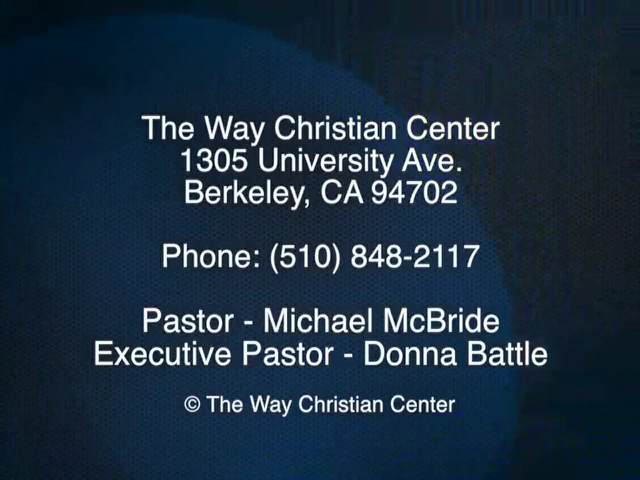 The Way Christian Center
1305 University Ave.
Berkeley, CA 94702
Phone: (510) 848-2117
Pastor - Michael McBride
Executive Pastor - Donna Battle
© The Way Christian Center